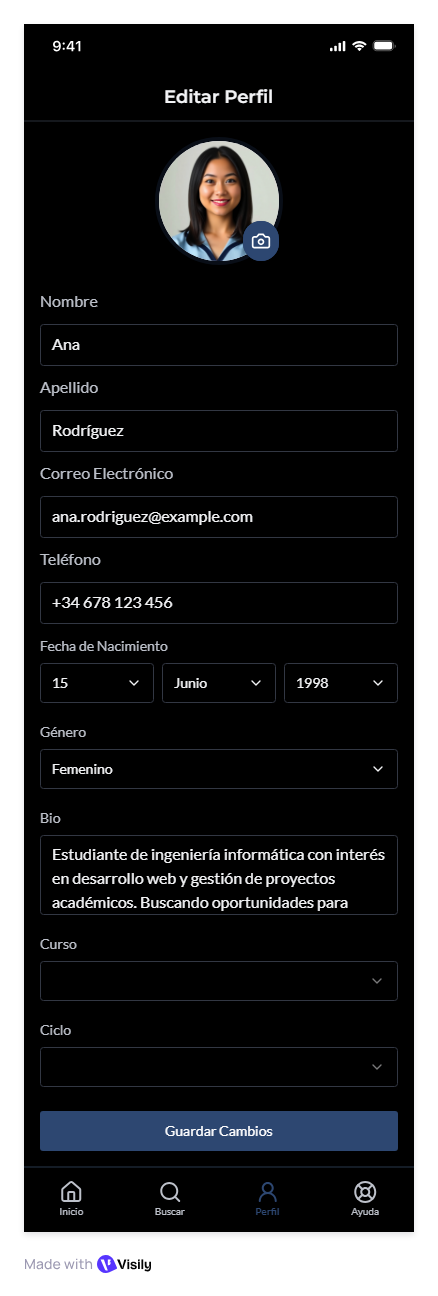 9:41
Editar Perfil
Nombre
Ana
Apellido
Rodríguez
Correo Electrónico
ana.rodriguez@example.com
Teléfono
+34 678 123 456
Fecha de Nacimiento
15 Junio 1998
Género
Femenino
Bio
Estudiante de ingeniería informática con interés
en desarrollo web y gestión de proyectos
académicos. Buscando oportunidades para
Curso
Ciclo
Guardar Cambios
Inicio Buscar Perfil Ayuda
Made with Visily